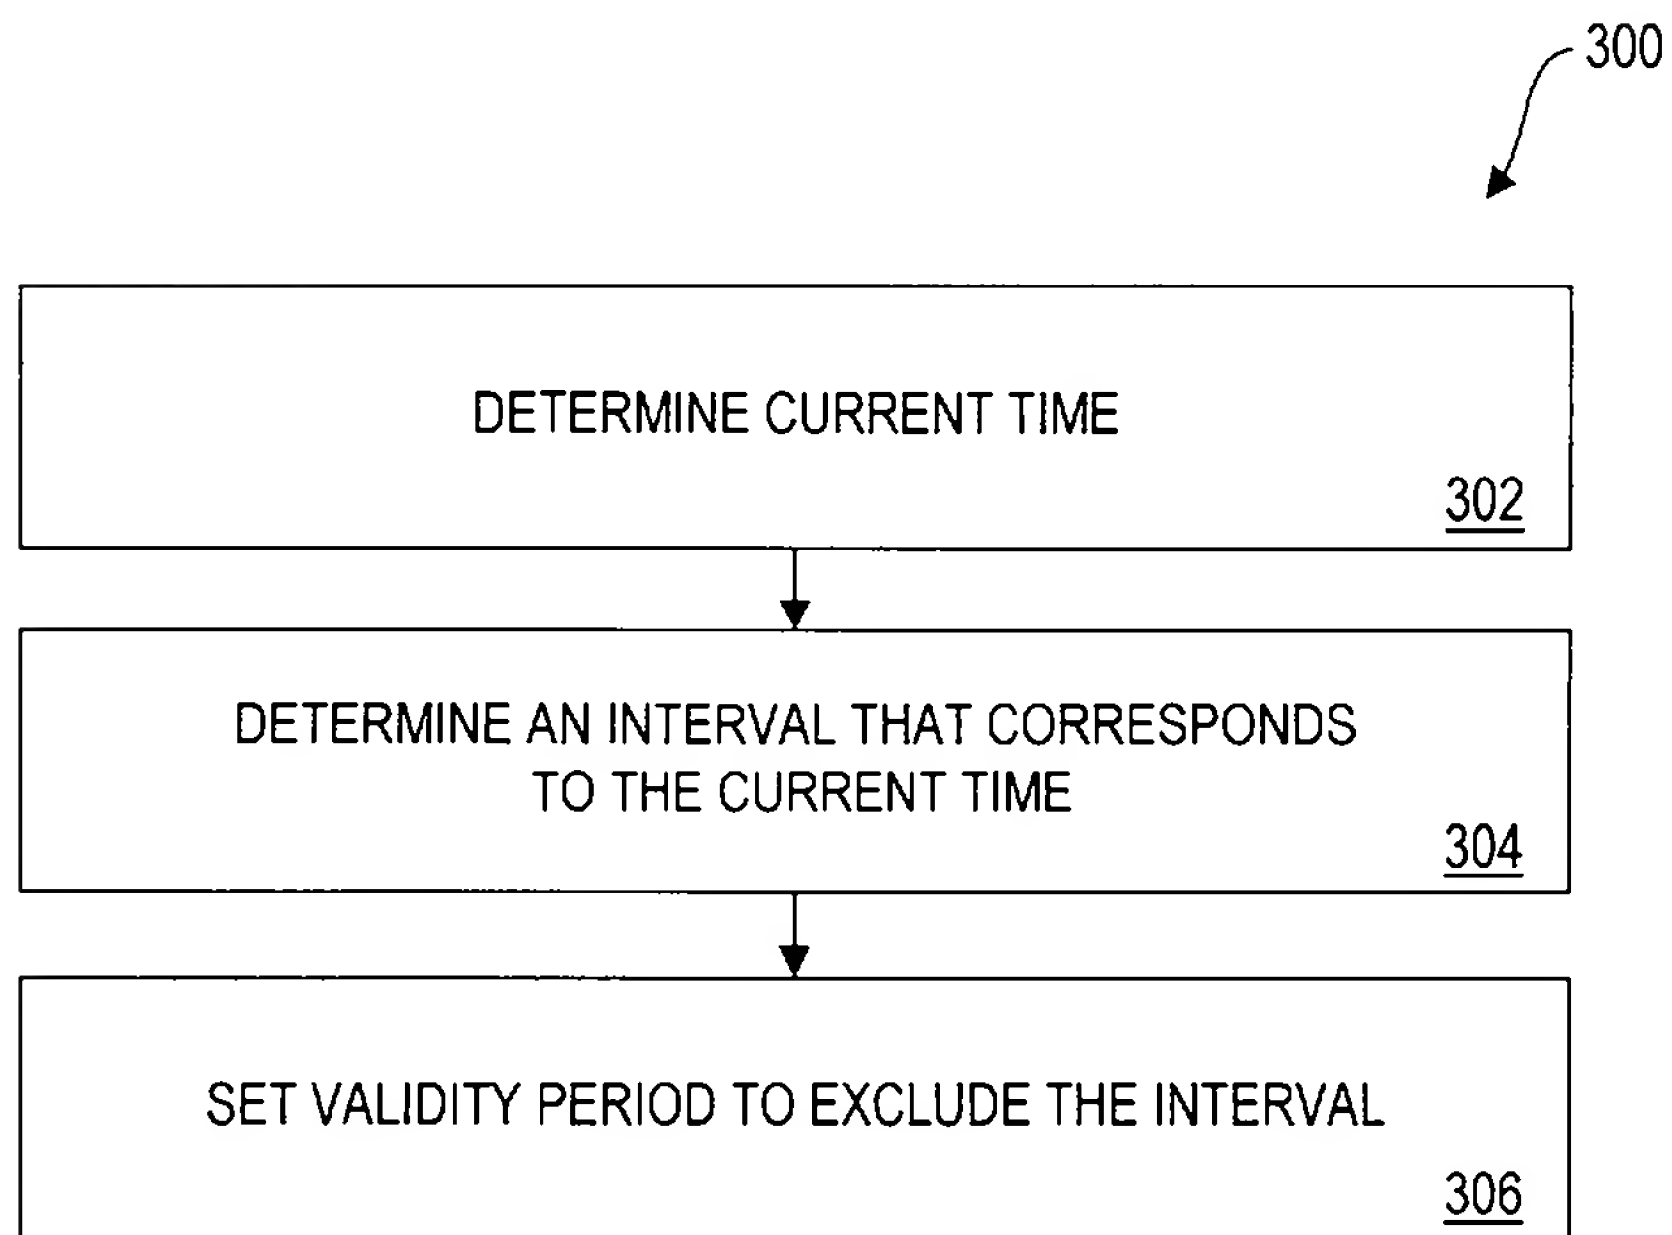 300
DETERMINE CURRENT TIME
302
DETERMINE AN INTERVAL THAT CORRESPONDS
TO THE CURRENT TIME
304
SET VALIDITY PERIOD TO EXCLUDE THE INTERVAL
306